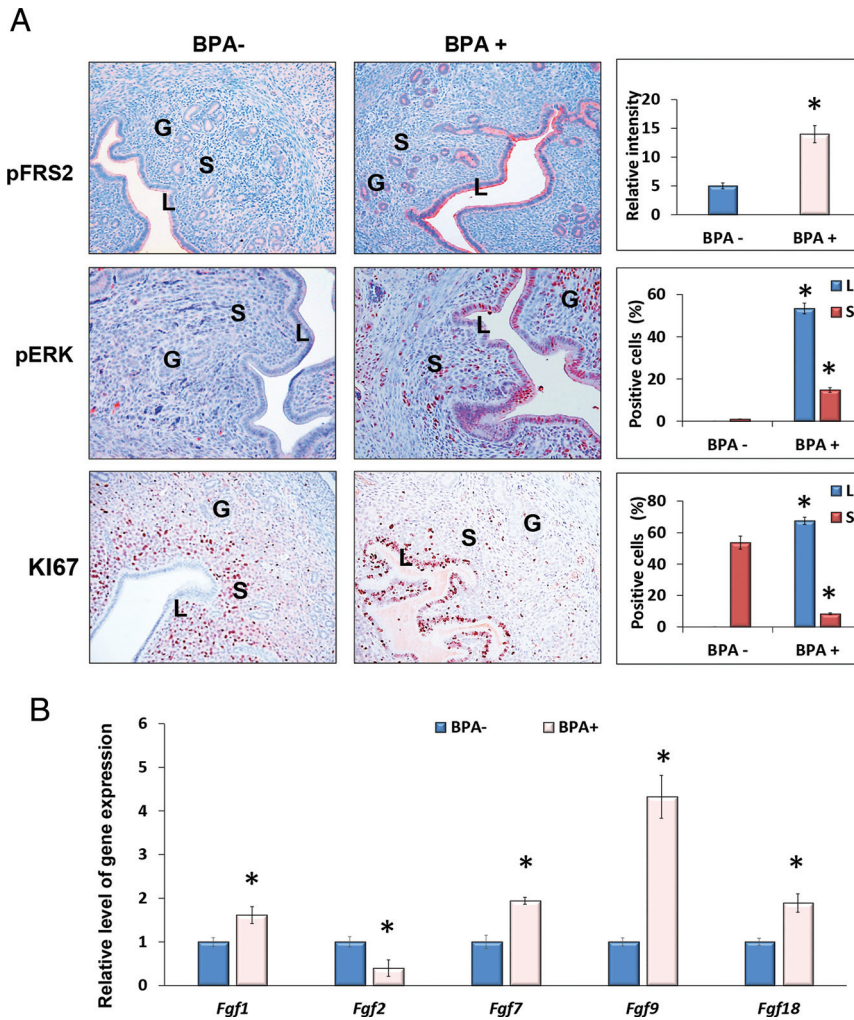 A
BPA-
BPA +
pFRS2
G
S
L
S
G
L
Relative intensity
20
15
10
5
0
BPA -
BPA +
*
pERK
S
L
G
G
L
S
Positive cells (%)
60
40
20
0
BPA -
BPA +
*
*
L
S
KI67
G
S
L
L
S
G
Positive cells (%)
80
60
40
20
0
BPA -
BPA +
*
*
L
S
B
Relative level of gene expression
6
5
4
3
2
1
0
BPA-
BPA+
*
*
*
*
*
Fgf1
Fgf2
Fgf7
Fgf9
Fgf18